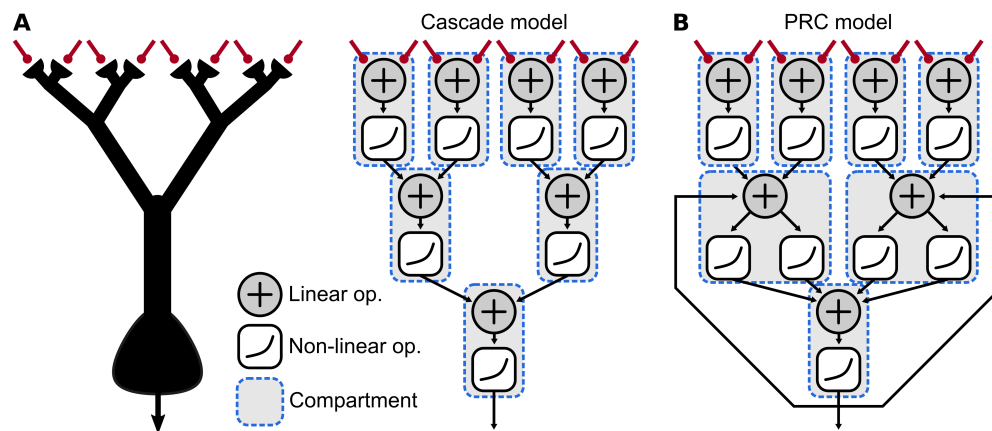 A
Cascade model
B
PRC model
Linear op.
Non-linear op.
Compartment